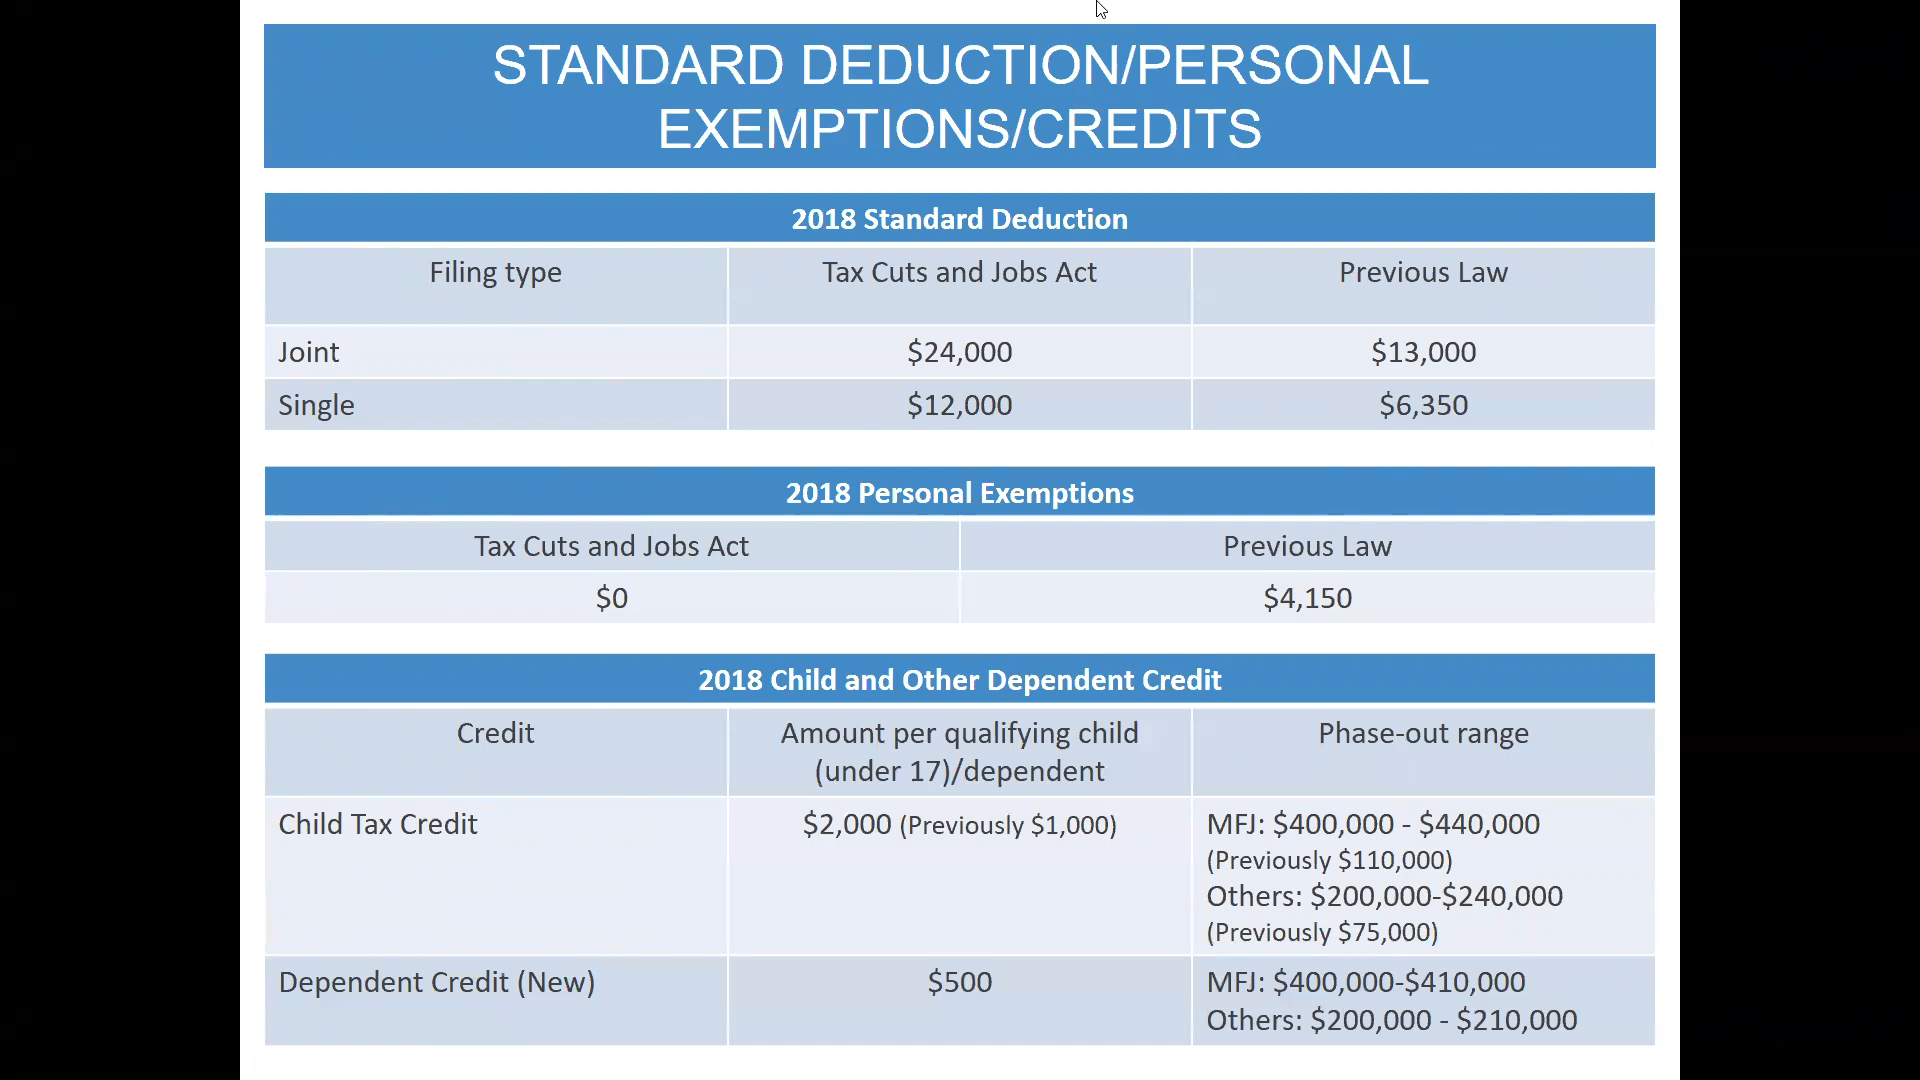 STANDARD DEDUCTION/PERSONAL
EXEMPTIONS/CREDITS
2018 Standard Deduction
Filing type
Tax Cuts and Jobs Act
Previous Law
Joint
$24,000
$13,000
Single
$12,000
$6,350
2018 Personal Exemptions
Tax Cuts and Jobs Act
Previous Law
$0
$4,150
2018 Child and Other Dependent Credit
Credit
Amount per qualifying child
(under 17)/dependent
Phase-out range
Child Tax Credit
$2,000 (Previously $1,000)
MFJ: $400,000 - $440,000
(Previously $110,000)
Others: $200,000-$240,000
(Previously $75,000)
Dependent Credit (New)
$500
MFJ: $400,000-$410,000
Others: $200,000 - $210,000